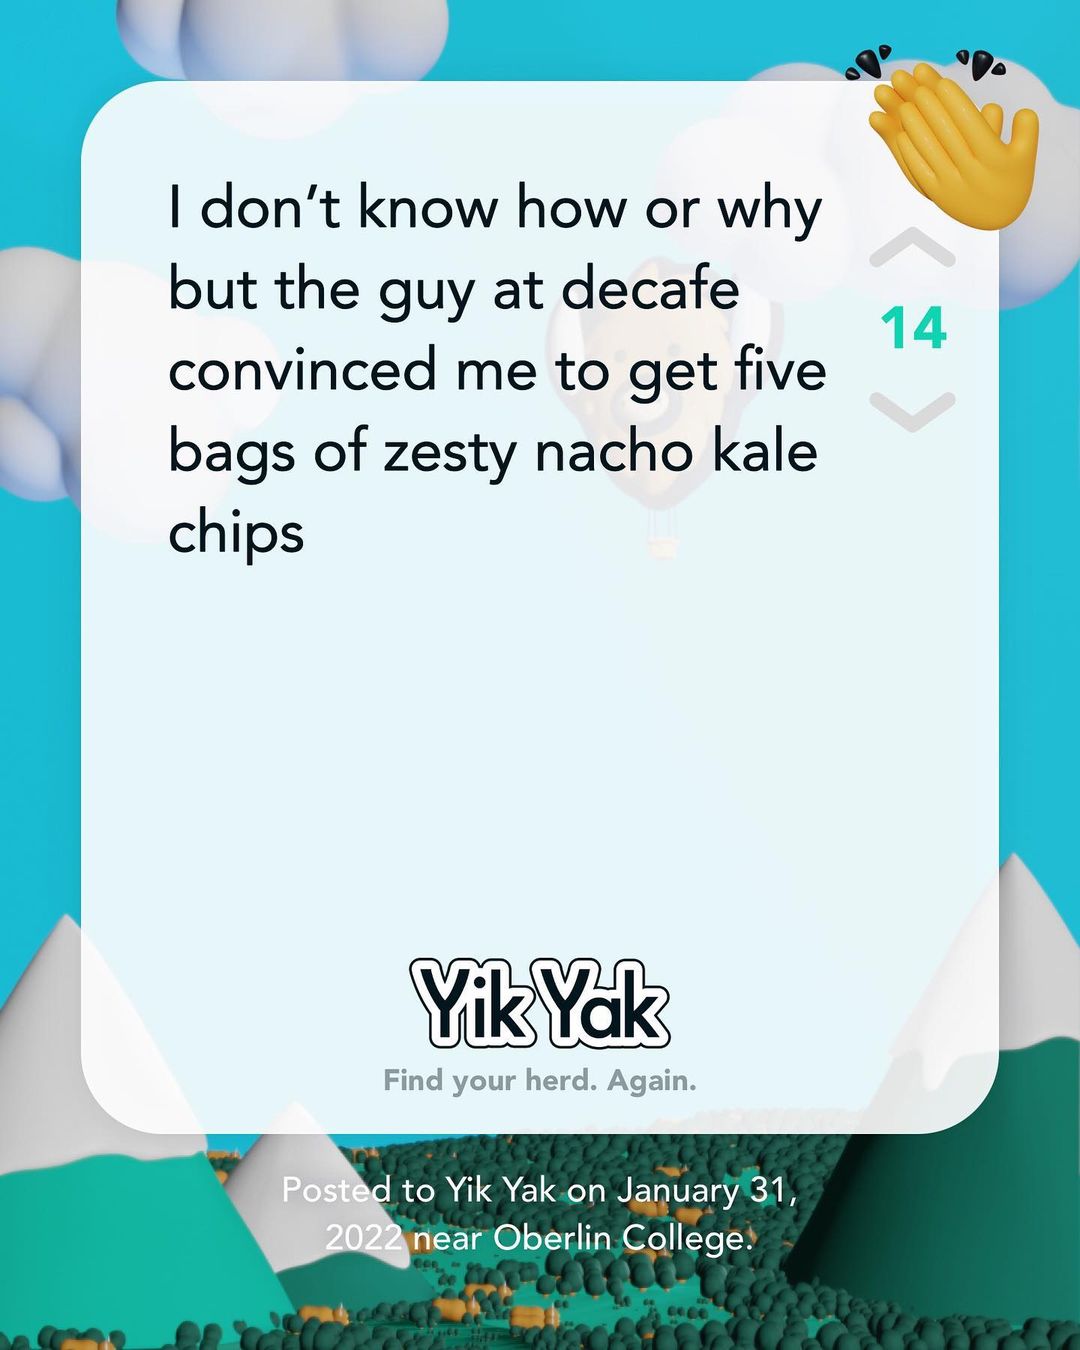 I don’t know how or why
but the guy at decafe
convinced me to get five
bags of zesty nacho kale
chips
14
Yik Yak
Find your herd. Again.
Posted to Yik Yak on January 31,
2022 near Oberlin College.